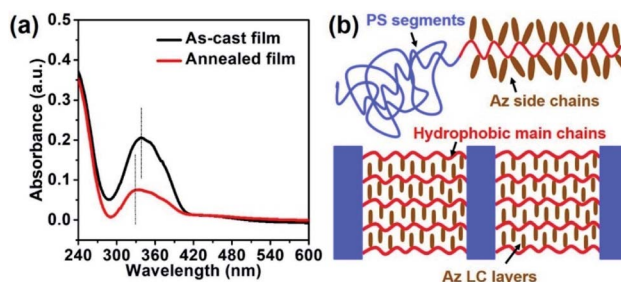 (a)
0.5
0.4
0.3
0.2
0.1
0.0
Absorbance (a.u.)
As-cast film
Annealed film
240 300 360 420 480 540 600
Wavelength (nm)
(b)
PS segments
Az side chains
Hydrophobic main chains
Az LC layers